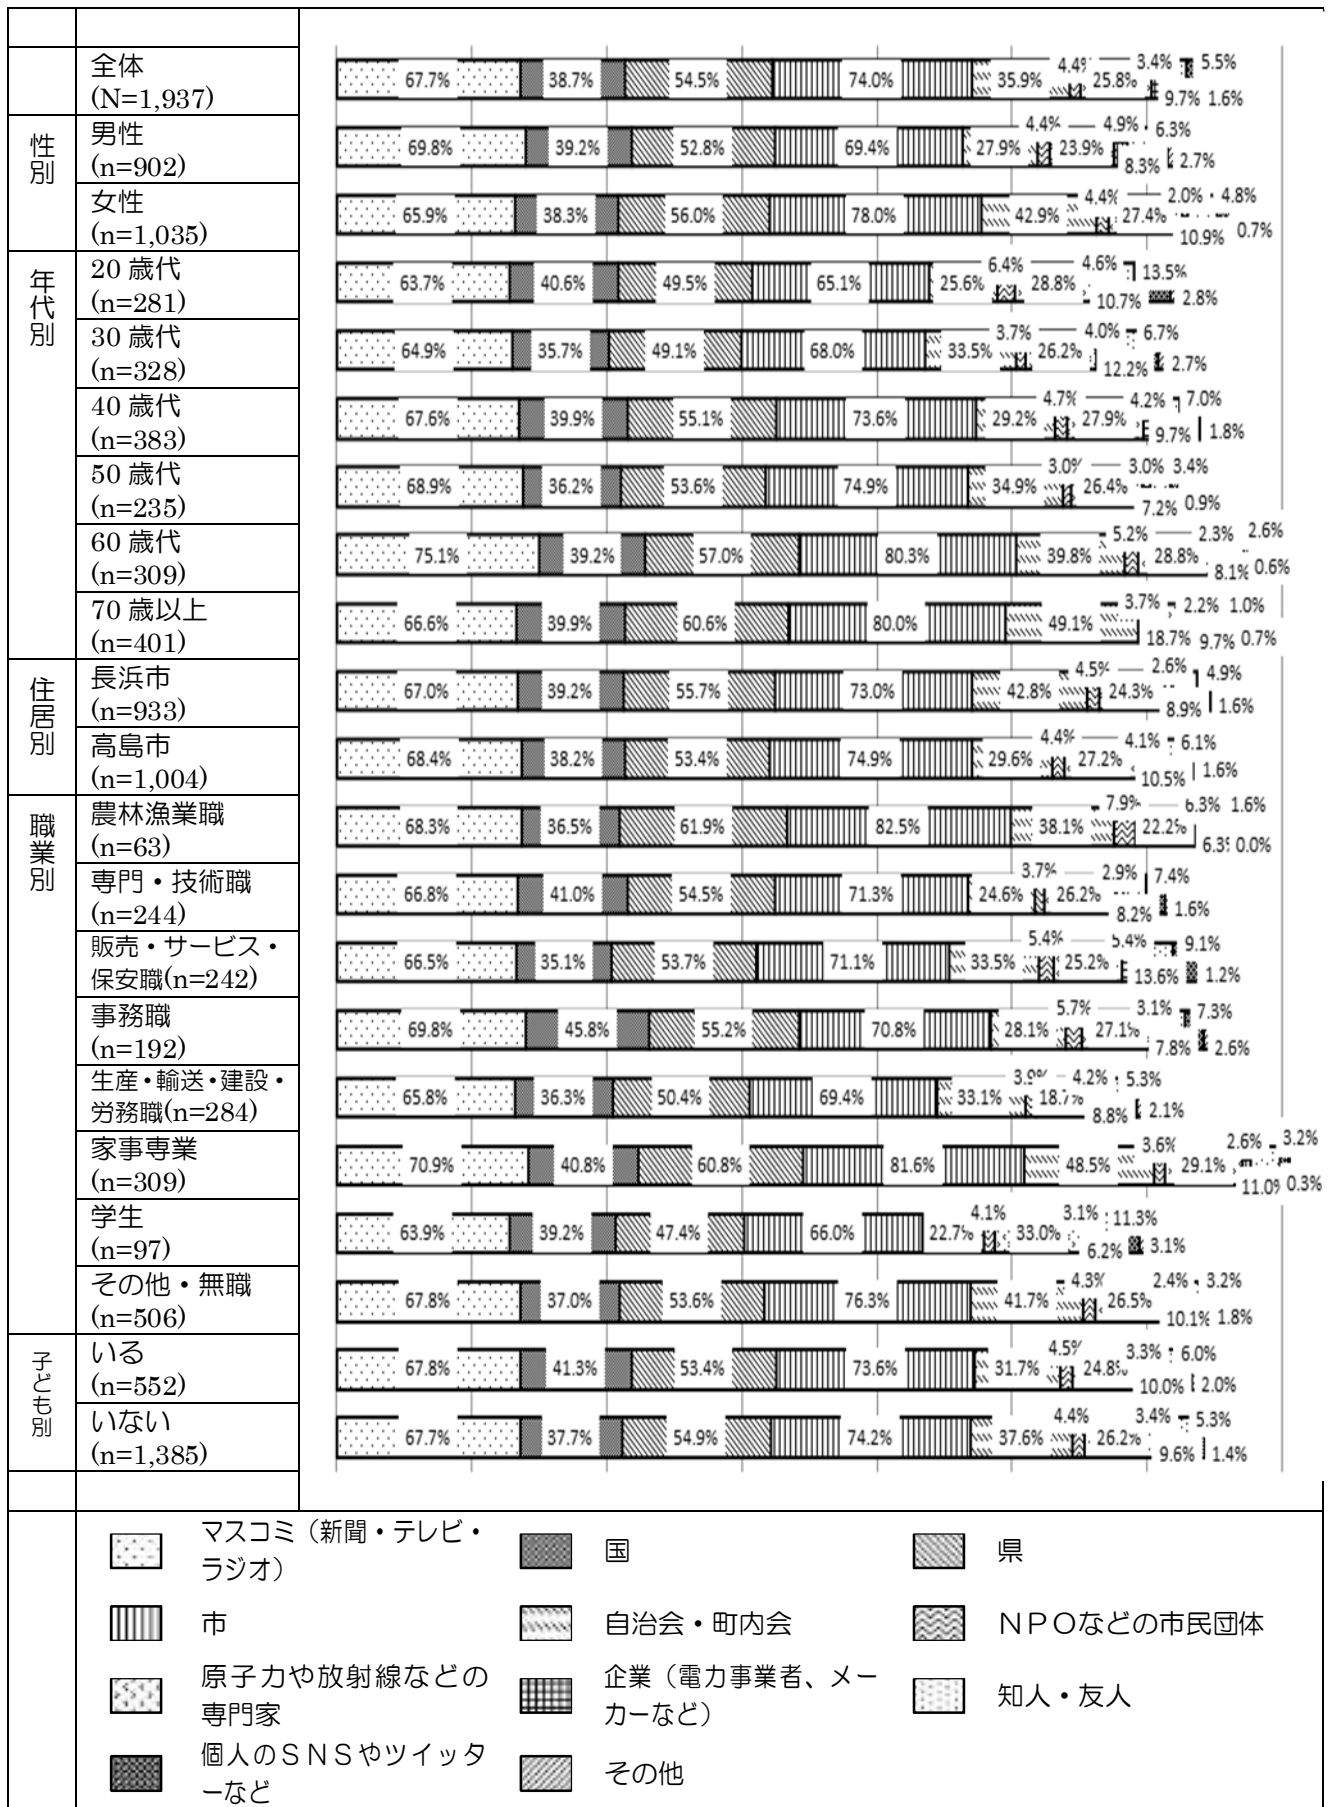 全体
(N=1,937)
67.7% 38.7% 54.5% 74.0% 35.9% 4.4% 25.8% 3.4% 9.7% 5.5% 1.6%
性別
男性
(n=902)
69.8% 39.2% 52.8% 69.4% 27.9% 4.4% 23.9% 4.9% 8.3% 6.3% 2.7%
女性
(n=1,035)
65.9% 38.3% 56.0% 78.0% 42.9% 4.4% 27.4% 2.0% 10.9% 4.8% 0.7%
年代別
20 歳代
(n=281)
63.7% 40.6% 49.5% 65.1% 25.6% 6.4% 28.8% 4.6% 10.7% 13.5% 2.8%
30 歳代
(n=328)
64.9% 35.7% 49.1% 68.0% 33.5% 3.7% 26.2% 4.0% 12.2% 6.7% 2.7%
40 歳代
(n=383)
67.6% 39.9% 55.1% 73.6% 29.2% 4.7% 27.9% 4.2% 9.7% 7.0% 1.8%
50 歳代
(n=235)
68.9% 36.2% 53.6% 74.9% 34.9% 3.0% 26.4% 3.0% 7.2% 3.4% 0.9%
60 歳代
(n=309)
75.1% 39.2% 57.0% 80.3% 39.8% 5.2% 28.8% 2.3% 8.1% 2.6% 0.6%
70 歳以上
(n=401)
66.6% 39.9% 60.6% 80.0% 49.1% 3.7% 18.7% 2.2% 9.7% 1.0% 0.7%
住居別
長浜市
(n=933)
67.0% 39.2% 55.7% 73.0% 42.8% 4.5% 24.3% 2.6% 8.9% 4.9% 1.6%
高島市
(n=1,004)
68.4% 38.2% 53.4% 74.9% 29.6% 4.4% 27.2% 4.1% 10.5% 6.1% 1.6%
職業別
農林漁業職
(n=63)
68.3% 36.5% 61.9% 82.5% 38.1% 7.9% 22.2% 6.3% 6.3% 1.6% 0.0%
専門・技術職
(n=244)
66.8% 41.0% 54.5% 71.3% 24.6% 3.7% 26.2% 2.9% 8.2% 7.4% 1.6%
販売・サービス・
保安職(n=242)
66.5% 35.1% 53.7% 71.1% 33.5% 5.4% 25.2% 5.4% 13.6% 9.1% 1.2%
事務職
(n=192)
69.8% 45.8% 55.2% 70.8% 28.1% 5.7% 27.1% 3.1% 7.8% 7.3% 2.6%
生産・輸送・建設・
労務職(n=284)
65.8% 36.3% 50.4% 69.4% 33.1% 3.9% 18.7% 4.2% 8.8% 5.3% 2.1%
家事専業
(n=309)
70.9% 40.8% 60.8% 81.6% 48.5% 3.6% 29.1% 2.6% 11.0% 3.2% 0.3%
学生
(n=97)
63.9% 39.2% 47.4% 66.0% 22.7% 4.1% 33.0% 3.1% 6.2% 11.3% 3.1%
その他・無職
(n=506)
67.8% 37.0% 53.6% 76.3% 41.7% 4.3% 26.5% 2.4% 10.1% 3.2% 1.8%
子ども別
いる
(n=552)
67.8% 41.3% 53.4% 73.6% 31.7% 4.5% 24.8% 3.3% 10.0% 6.0% 2.0%
いない
(n=1,385)
67.7% 37.7% 54.9% 74.2% 37.6% 4.4% 26.2% 3.4% 9.6% 5.3% 1.4%
マスコミ（新聞・テレビ・
ラジオ）
国
県
市
自治会・町内会
ＮＰＯなどの市民団体
原子力や放射線などの
専門家
企業（電力事業者、メー
カーなど）
知人・友人
個人のＳＮＳやツイッタ
ーなど
その他